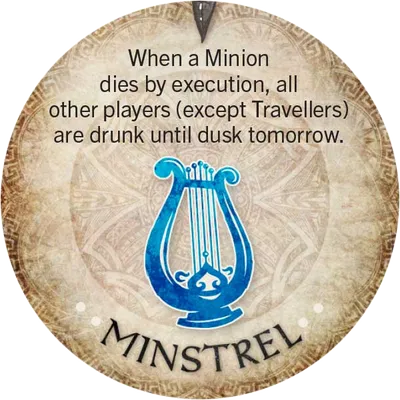 When a Minion
dies by execution, all
other players (except Travellers)
are drunk until dusk tomorrow.
MINSTREL